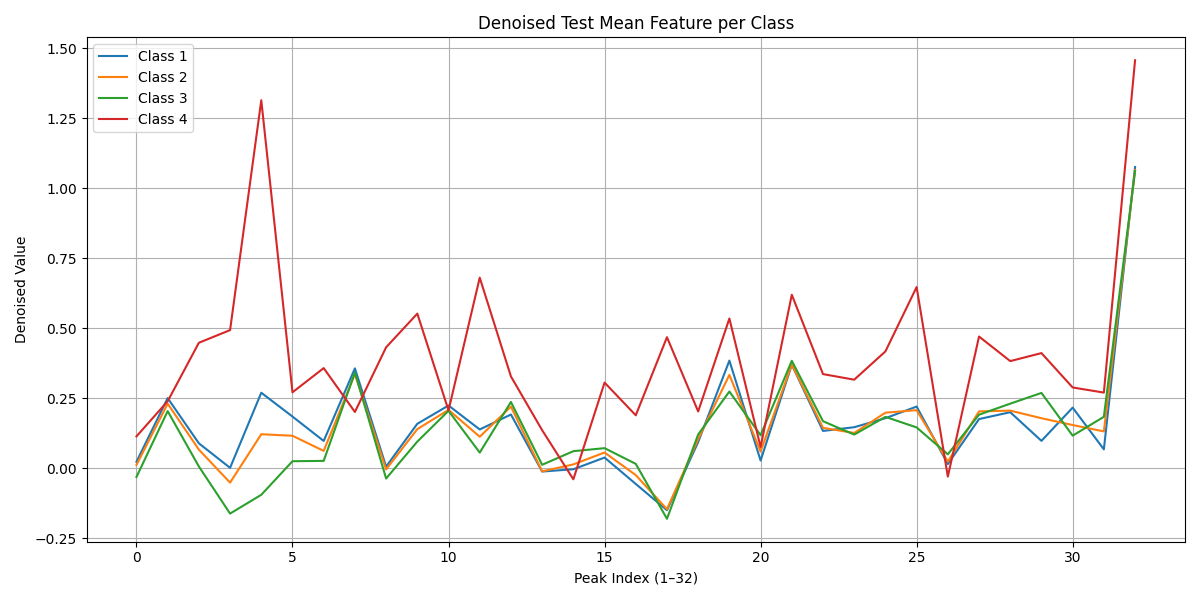 Denoised Test Mean Feature per Class
Class 1
Class 2
Class 3
Class 4
1.50
1.25
1.00
0.75
0.50
0.25
0.00
−0.25
Denoised Value
0
5
10
15
20
25
30
Peak Index (1–32)